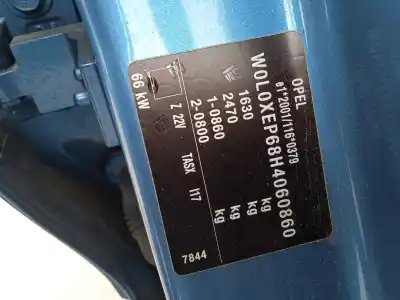 OPEL
e1*2001/116*0379
W0L0XEP68H4060860
1630 kg
2470 kg
1-0860 kg
2-0800 kg
Z 22V TASX 117
66 kW
7844